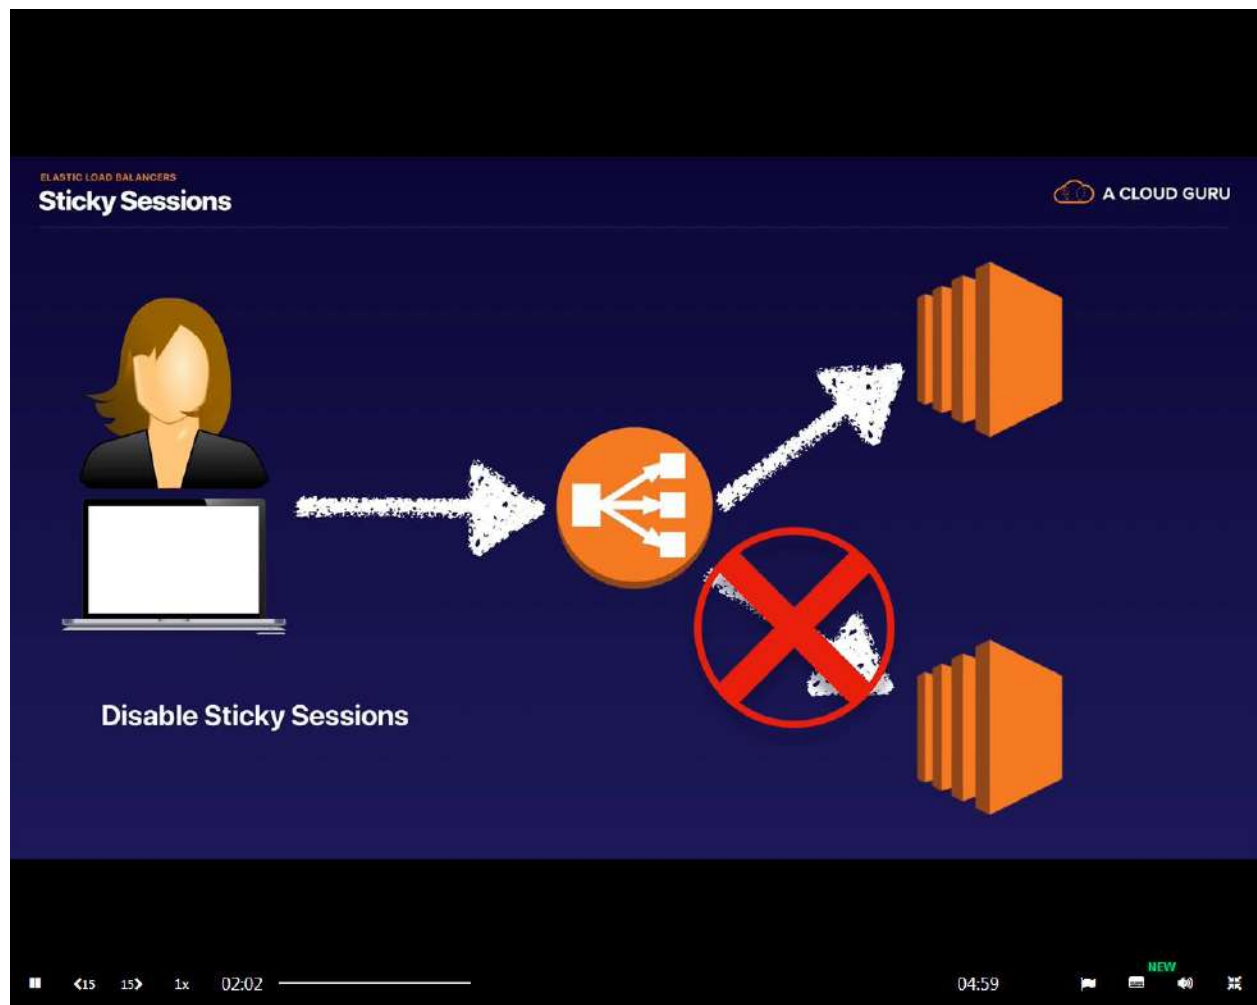 ELASTIC LOAD BALANCERS
Sticky Sessions
A CLOUD GURU
Disable Sticky Sessions
15 15 1x 02:02 04:59
NEW